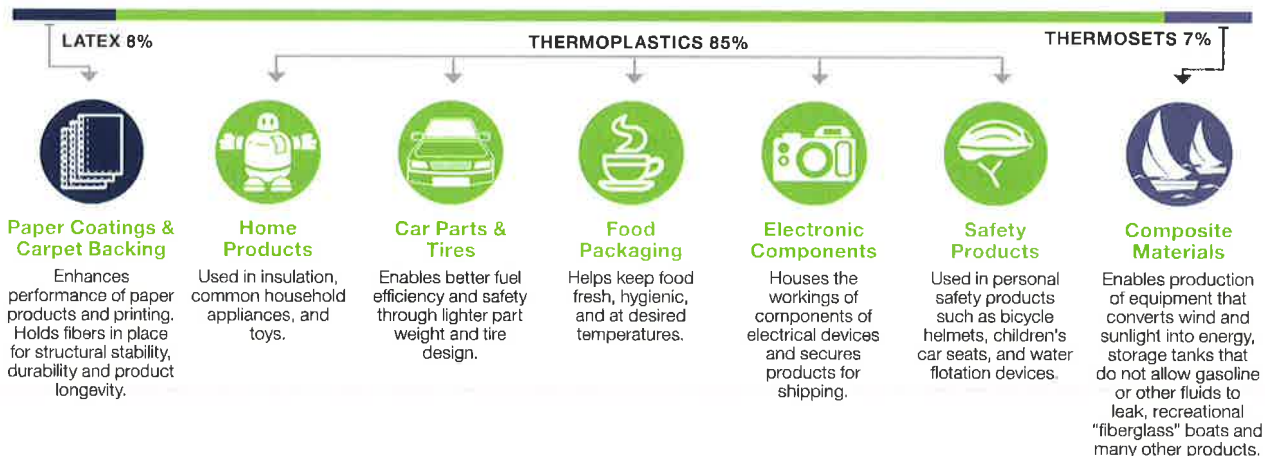 LATEX 8%
THERMOPLASTICS 85%
THERMOSETS 7%
Paper Coatings &
Carpet Backing
Enhances
performance of paper
products and printing.
Holds fibers in place
for structural stability,
durability and product
longevity.
Home
Products
Used in insulation,
common household
appliances, and
toys.
Car Parts &
Tires
Enables better fuel
efficiency and safety
through lighter part
weight and tire
design.
Food
Packaging
Helps keep food
fresh, hygienic,
and at desired
temperatures.
Electronic
Components
Houses the
workings of
components of
electrical devices
and secures
products for
shipping.
Safety
Products
Used in personal
safety products
such as bicycle
helmets, children's
car seats, and water
flotation devices.
Composite
Materials
Enables production
of equipment that
converts wind and
sunlight into energy,
storage tanks that
do not allow gasoline
or other fluids to
leak, recreational
"fiberglass" boats and
many other products.